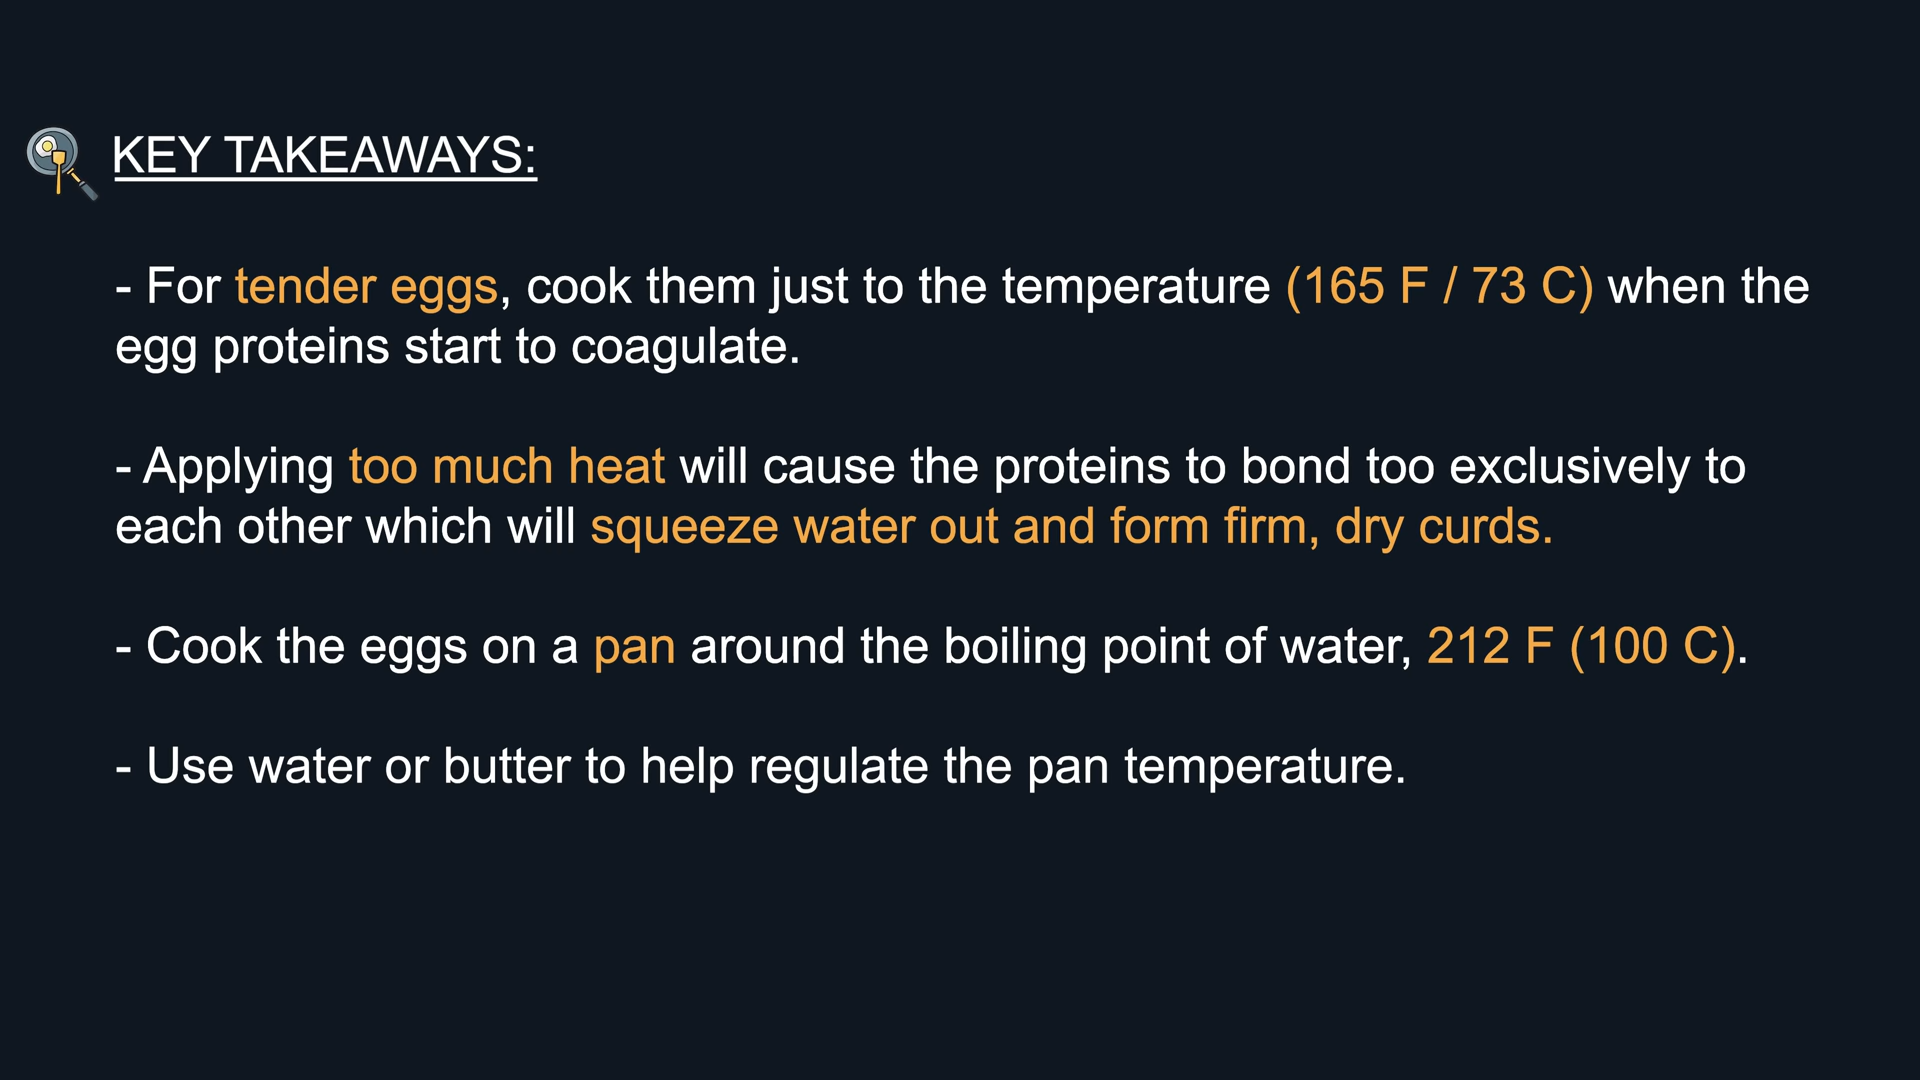 KEY TAKEAWAYS:
- For tender eggs, cook them just to the temperature (165 F / 73 C) when the
egg proteins start to coagulate.
- Applying too much heat will cause the proteins to bond too exclusively to
each other which will squeeze water out and form firm, dry curds.
- Cook the eggs on a pan around the boiling point of water, 212 F (100 C).
- Use water or butter to help regulate the pan temperature.